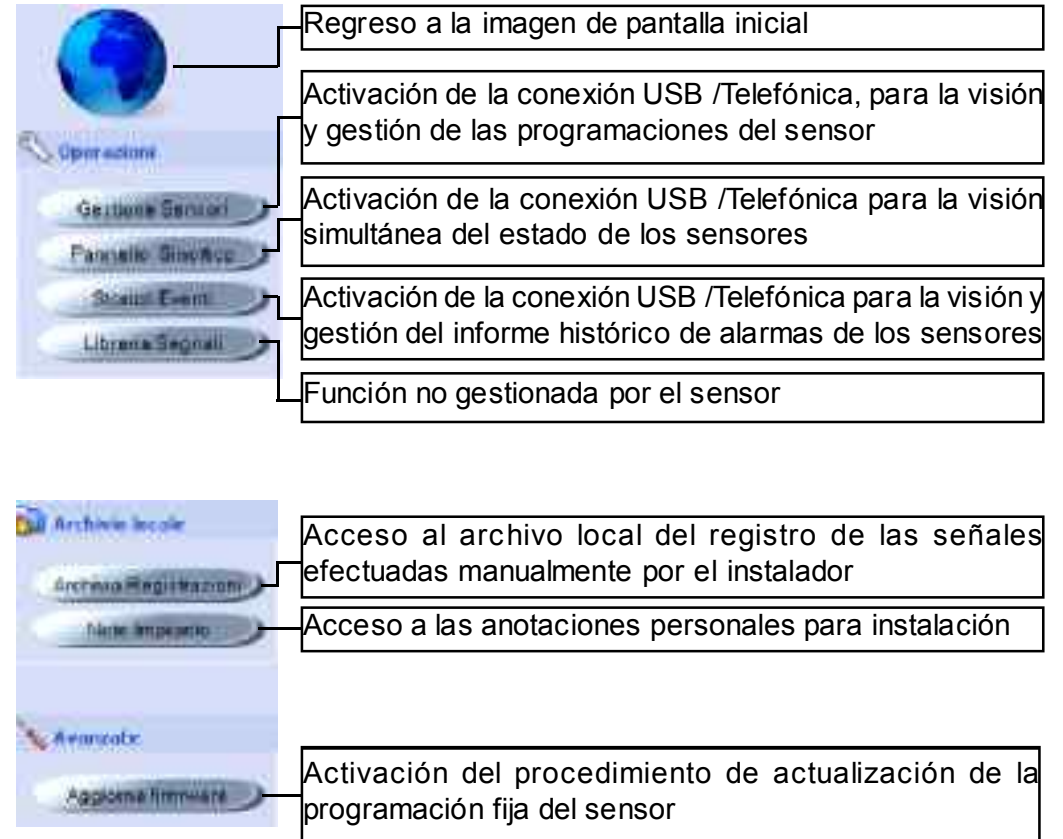 Regreso a la imagen de pantalla inicial
Activación de la conexión USB /Telefónica, para la visión
y gestión de las programaciones del sensor
Operazioni
Gestione Sensori
Activación de la conexión USB /Telefónica para la visión
simultánea del estado de los sensores
Pannello Sinottico
Storici Eventi
Activación de la conexión USB /Telefónica para la visión y
gestión del informe histórico de alarmas de los sensores
Libreria Segnali
Función no gestionada por el sensor
Archivio locale
Acceso al archivo local del registro de las señales
efectuadas manualmente por el instalador
Archivio Registrazioni
Note Impianto
Acceso a las anotaciones personales para instalación
Avanzate
Activación del procedimiento de actualización de la
programación fija del sensor
Aggiorna firmware